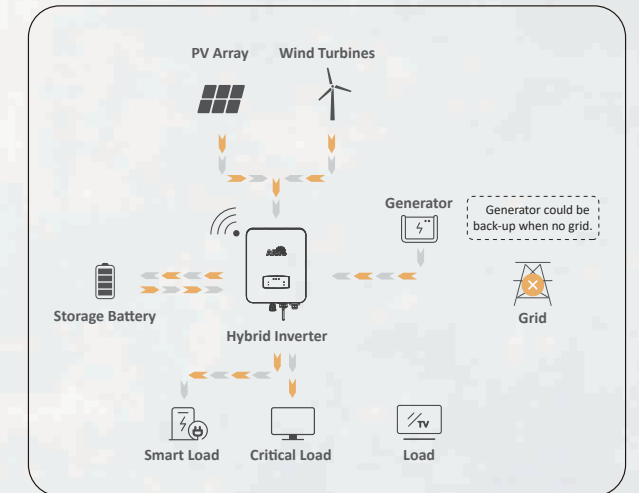 PV Array
Wind Turbines
Generator
Generator could be
back-up when no grid.
Storage Battery
Hybrid Inverter
Grid
TV
Smart Load
Critical Load
Load